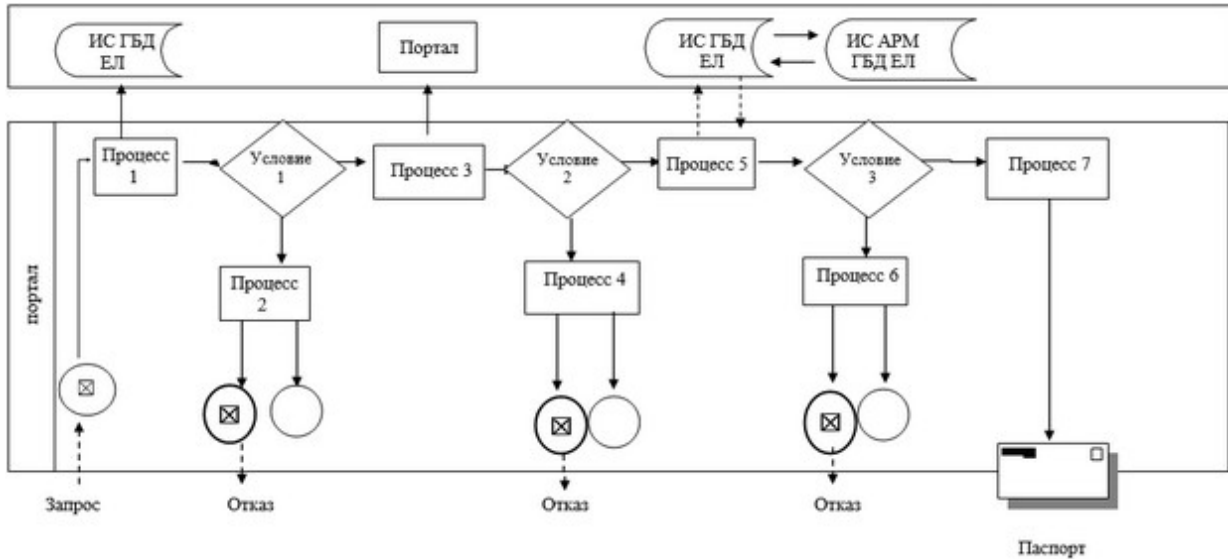 ИС ГБД
ЕЛ
Портал
ИС ГБД
ЕЛ
ИС АРМ
ГБД ЕЛ
портал
Процесс
1
Условие
1
Процесс 3
Условие
2
Процесс 5
Условие
3
Процесс 7
Процесс
2
Процесс 4
Процесс 6
Запрос
Отказ
Отказ
Отказ
Паспорт